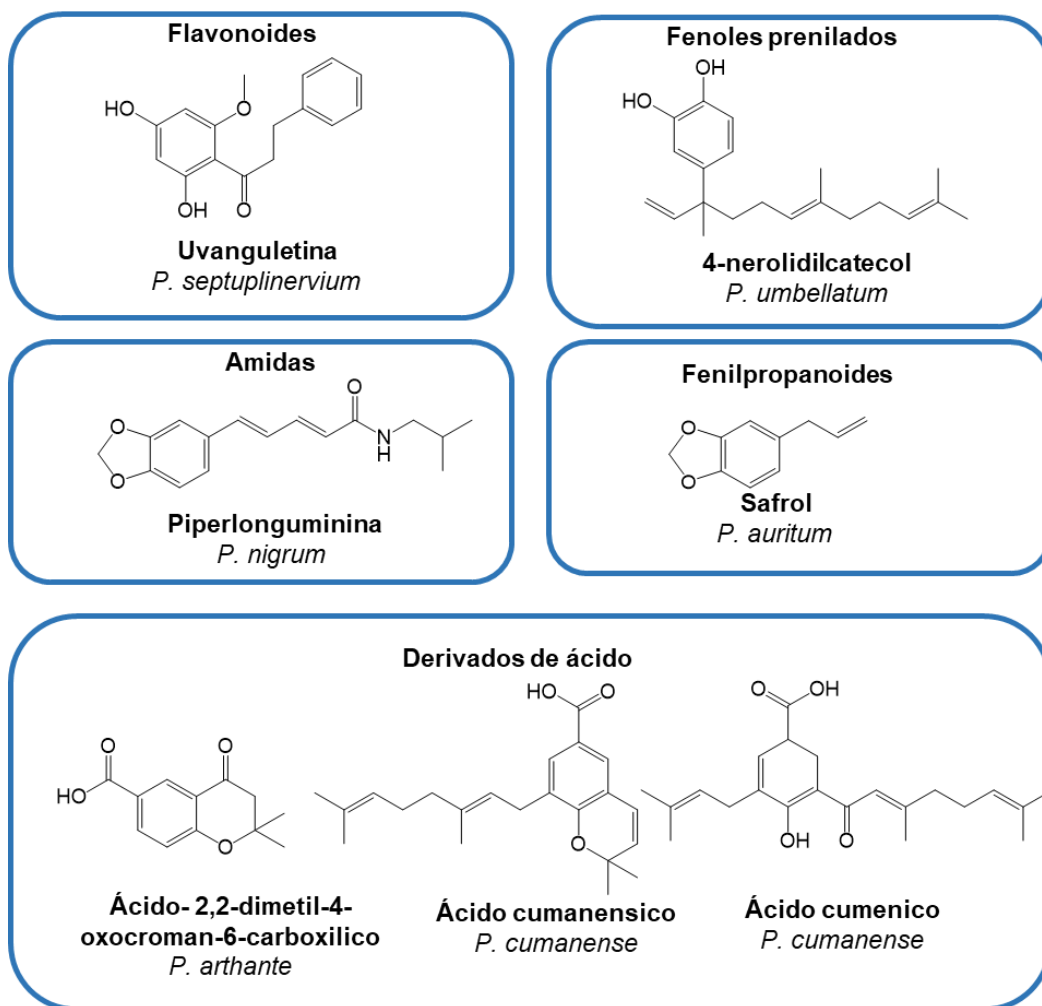 Flavonoides
O
HO
OH
O
Uvanguletina
P. septuplinervium
Fenoles prenilados
OH
HO
4-nerolidilcatecol
P. umbellatum
Amidas
O
O
O
N
H
Piperlonguminina
P. nigrum
Fenilpropanoides
O
O
Safrol
P. auritum
Derivados de ácido
O
O
HO
O
Ácido- 2,2-dimetil-4-
oxocroman-6-carboxilico
P. arthante
HO
O
O
Ácido cumanensico
P. cumanense
O
OH
OH
O
Ácido cumenico
P. cumanense